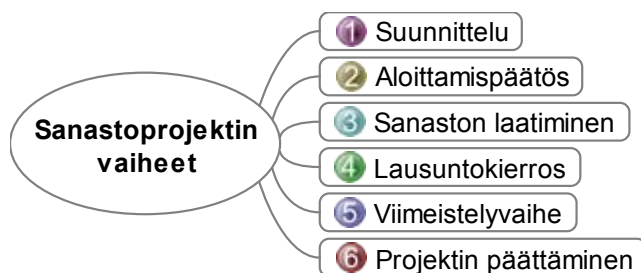 Sanastoprojektin
vaiheet
1 Suunnittelu
2 Aloittamispäätös
3 Sanaston laatiminen
4 Lausuntokierros
5 Viimeistelyvaihe
6 Projektin päättäminen